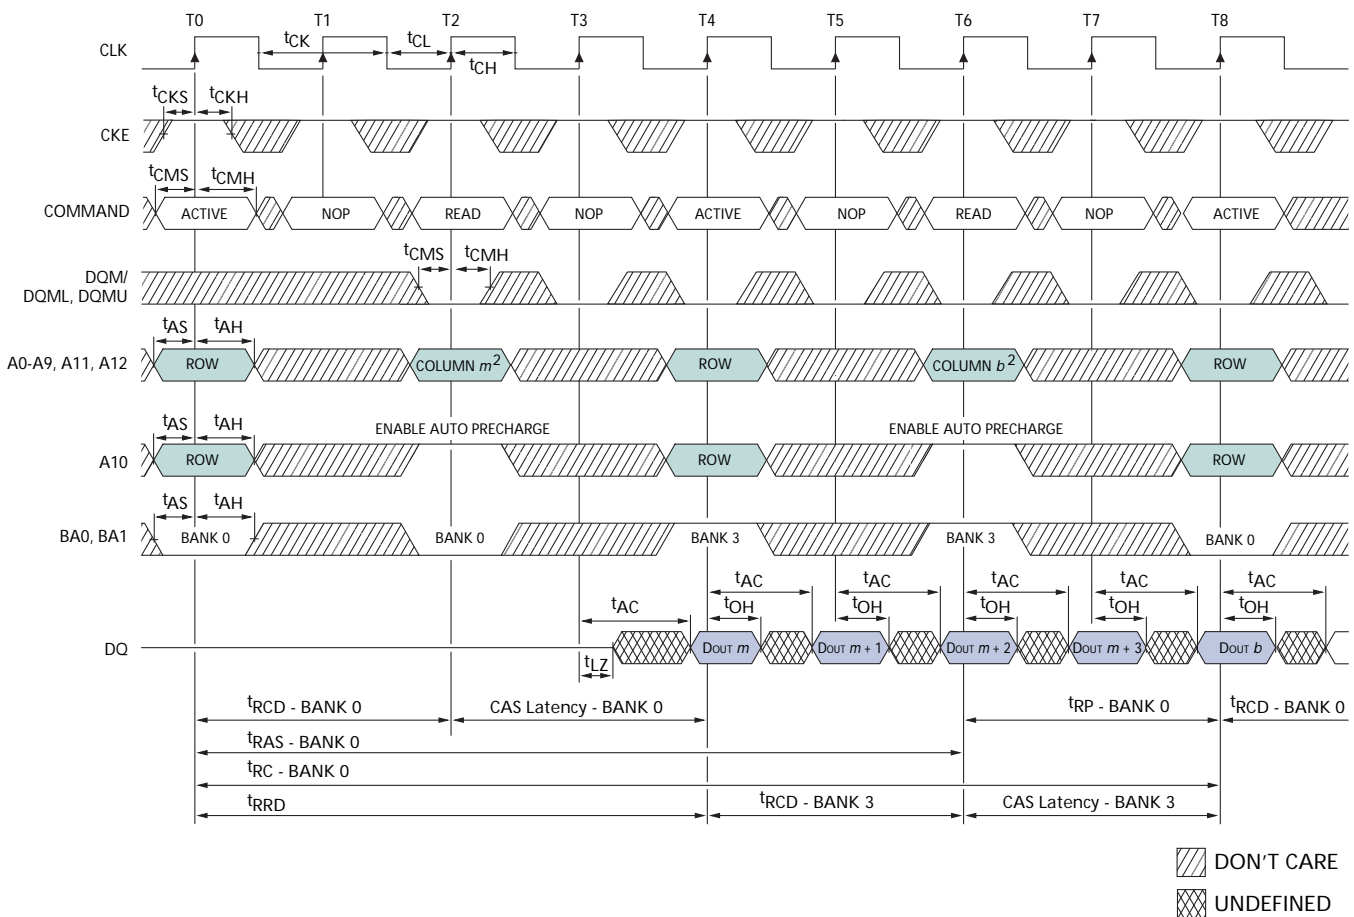 T0 T1 T2 T3 T4 T5 T6 T7 T8
CLK
tCK tCL
tCH
tCKS tCKH
CKE
tCMS tCMH
COMMAND ACTIVE NOP READ NOP ACTIVE NOP READ NOP ACTIVE
tCMS tCMH
DQM/
DQML, DQMU
tAS tAH
A0-A9, A11, A12 ROW COLUMN m2 ROW COLUMN b2 ROW
tAS tAH ENABLE AUTO PRECHARGE ENABLE AUTO PRECHARGE
A10 ROW ROW ROW
tAS tAH
BA0, BA1 BANK 0 BANK 0 BANK 3 BANK 3 BANK 0
tAC tAC tAC tAC tAC tAC
tOH tOH tOH tOH tOH
DQ DOUT m DOUT m + 1 DOUT m + 2 DOUT m + 3 DOUT b
tLZ
tRCD - BANK 0 CAS Latency - BANK 0 tRP - BANK 0 tRCD - BANK 0
tRAS - BANK 0
tRC - BANK 0
tRRD tRCD - BANK 3 CAS Latency - BANK 3
DON'T CARE
UNDEFINED